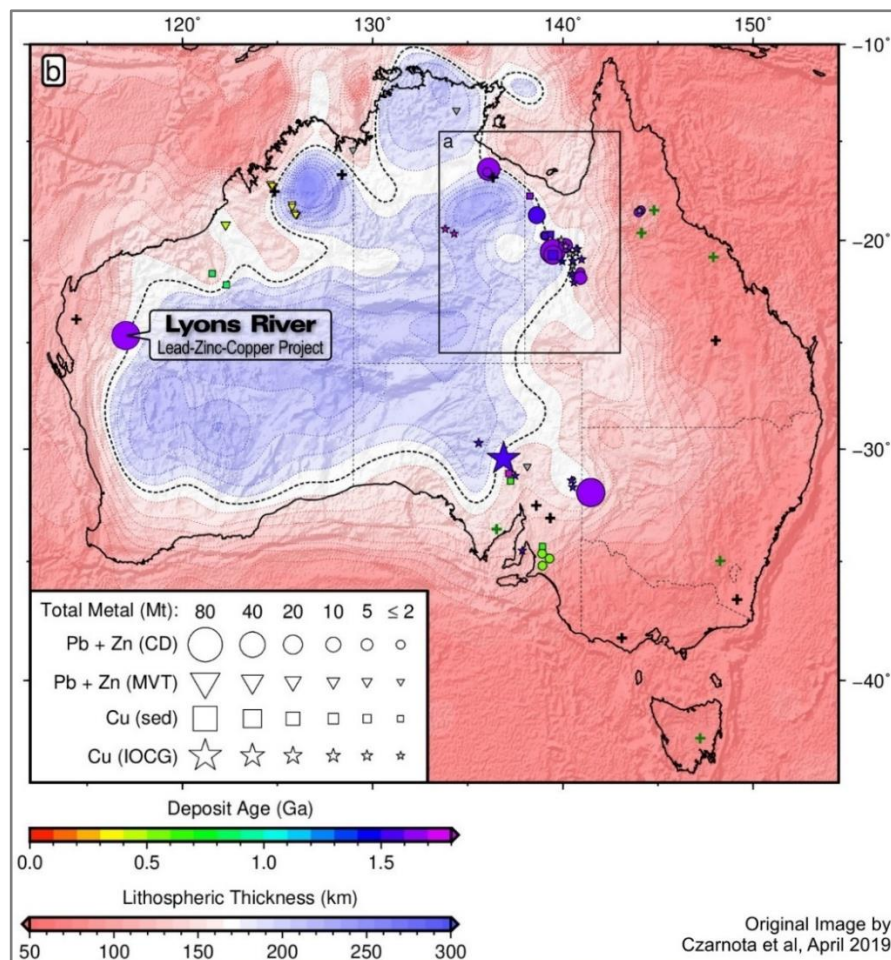 120° 130° 140° 150°
b
−10°
a
−20°
Lyons River
Lead-Zinc-Copper Project
−30°
Total Metal (Mt): 80 40 20 10 5 ≤ 2
Pb + Zn (CD)
Pb + Zn (MVT)
Cu (sed)
Cu (IOCG)
−40°
Deposit Age (Ga)
0.0 0.5 1.0 1.5
Lithospheric Thickness (km)
50 100 150 200 250 300
Original Image by
Czarnota et al, April 2019